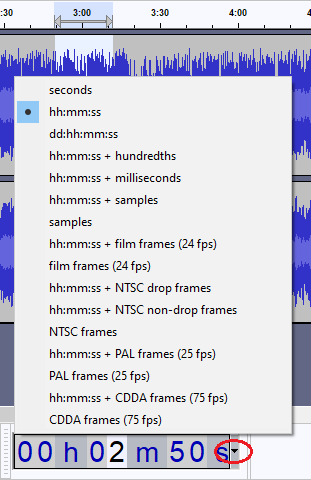 :30 3:00 3:30 4:00
seconds
hh:mm:ss
dd:hh:mm:ss
hh:mm:ss + hundredths
hh:mm:ss + milliseconds
hh:mm:ss + samples
samples
hh:mm:ss + film frames (24 fps)
film frames (24 fps)
hh:mm:ss + NTSC drop frames
hh:mm:ss + NTSC non-drop frames
NTSC frames
hh:mm:ss + PAL frames (25 fps)
PAL frames (25 fps)
hh:mm:ss + CDDA frames (75 fps)
CDDA frames (75 fps)
00 h 02 m 50 s